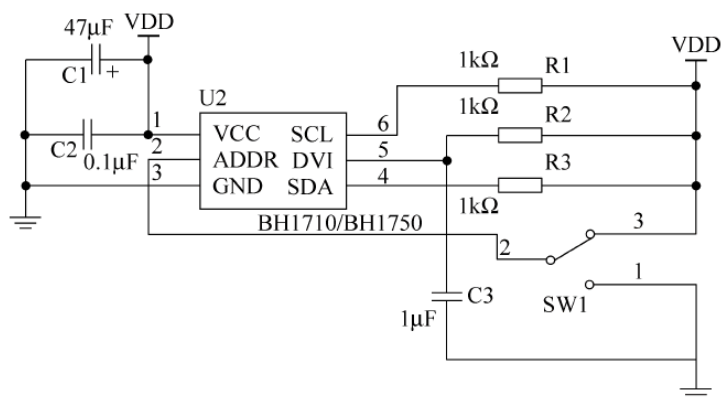 47μF
VDD
C1
+
C2
0.1μF
U2
1
2
3
VCC
ADDR
GND
SCL
DVI
SDA
6
5
4
BH1710/BH1750
1kΩ
R1
1kΩ
R2
1kΩ
R3
VDD
2
3
1
SW1
C3
1μF